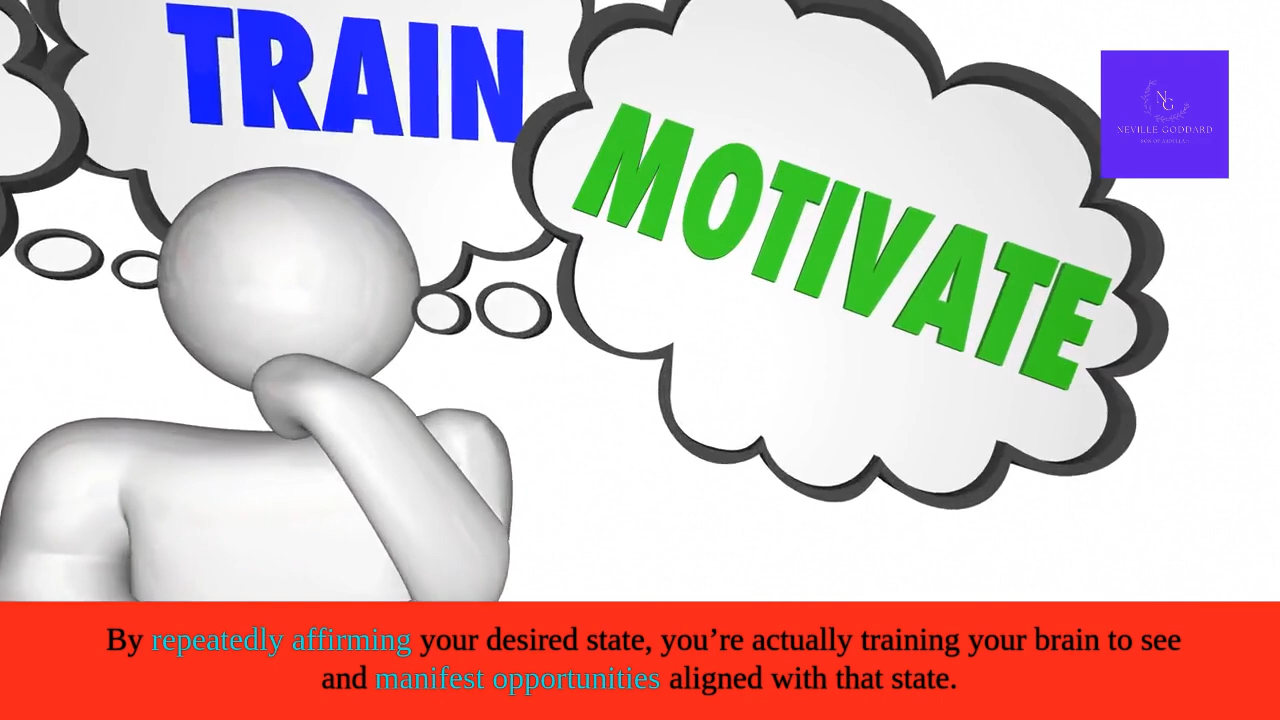 TRAIN
MOTIVATE
NG
NEVILLE GODDARD
By repeatedly affirming your desired state, you’re actually training your brain to see
and manifest opportunities aligned with that state.